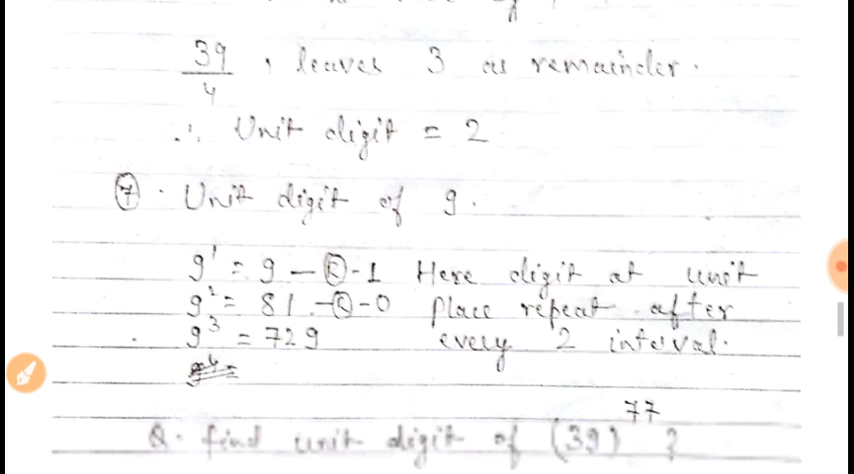 39/4, leaves 3 as remainder.
∴ Unit digit = 2
⑦. Unit digit of 9.
9¹ = 9 – Ⓡ - 1 Here digit at unit
9² = 81 - Ⓡ - 0 place repeat after
9³ = 729 every 2 interval.
Q. find unit digit of (39)⁷⁷ ?